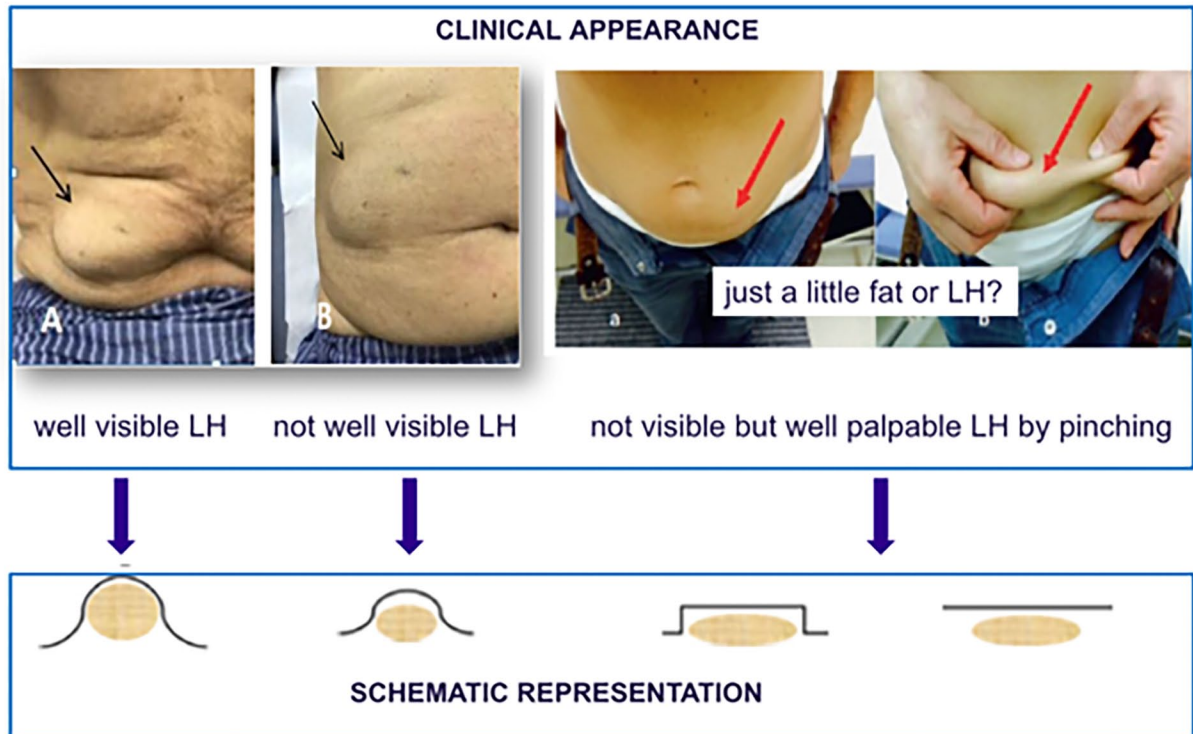 CLINICAL APPEARANCE
A
B
a
b
just a little fat or LH?
well visible LH
not well visible LH
not visible but well palpable LH by pinching
SCHEMATIC REPRESENTATION